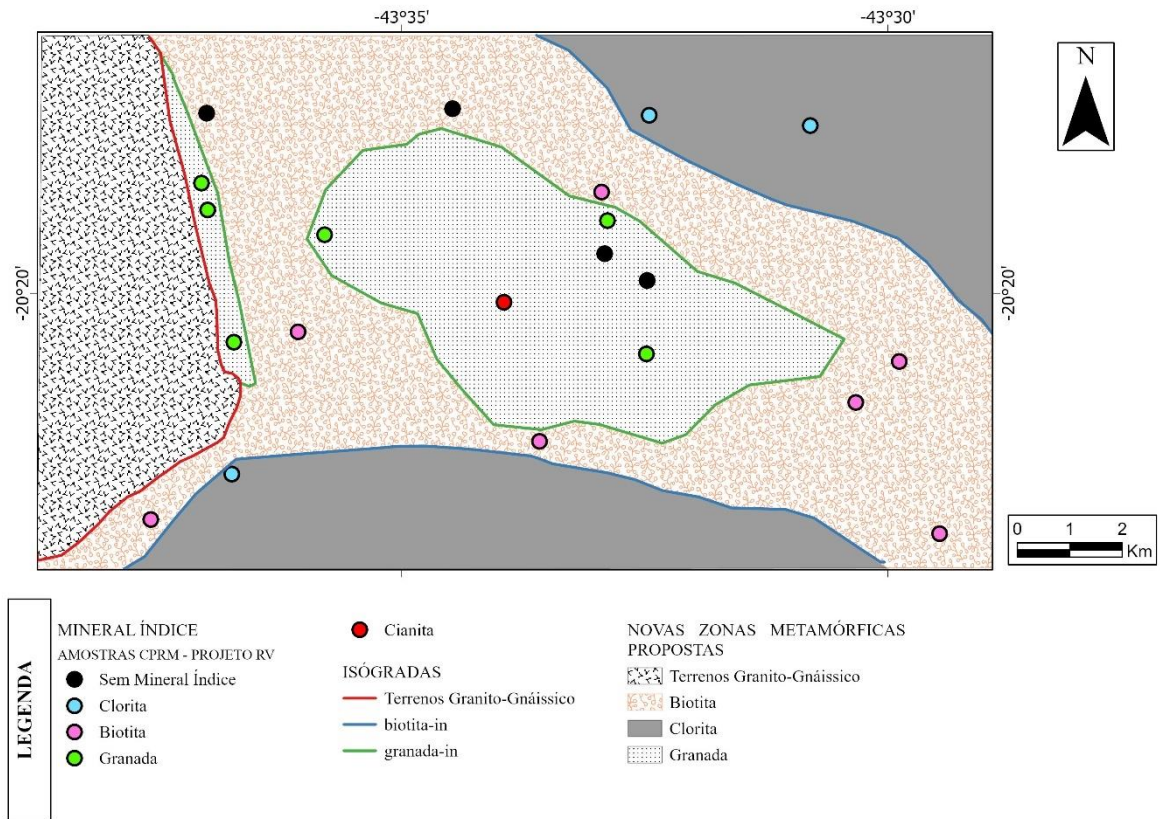 -43°35'
-43°30'
N
-20°20'
-20°20'
0 1 2
Km
LEGENDA
MINERAL ÍNDICE
AMOSTRAS CPRM - PROJETO RV
Sem Mineral Índice
Clorita
Biotita
Granada
Cianita
ISÓGRADAS
Terrenos Granito-Gnáissico
biotita-in
granada-in
NOVAS ZONAS METAMÓRFICAS
PROPOSTAS
Terrenos Granito-Gnáissico
Biotita
Clorita
Granada